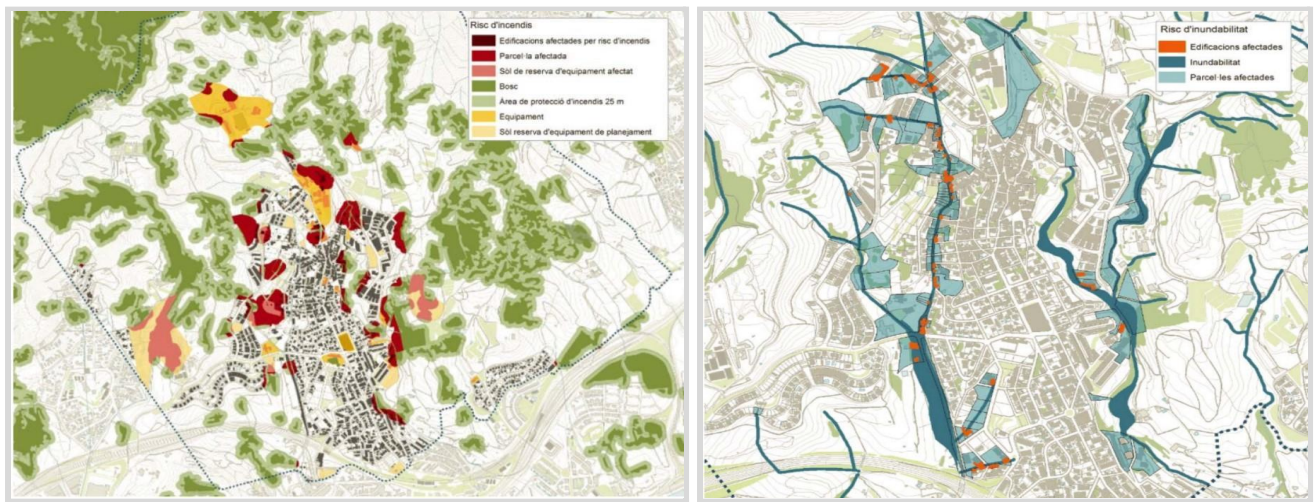 Risc d'incendis
Edificacions afectades per risc d'incendis
Parcel·la afectada
Sòl de reserva d'equipament afectat
Bosc
Àrea de protecció d'incendis 25 m
Equipament
Sòl reserva d'equipament de planejament
Risc d'inundabilitat
Edificacions afectades
Inundabilitat
Parcel·les afectades